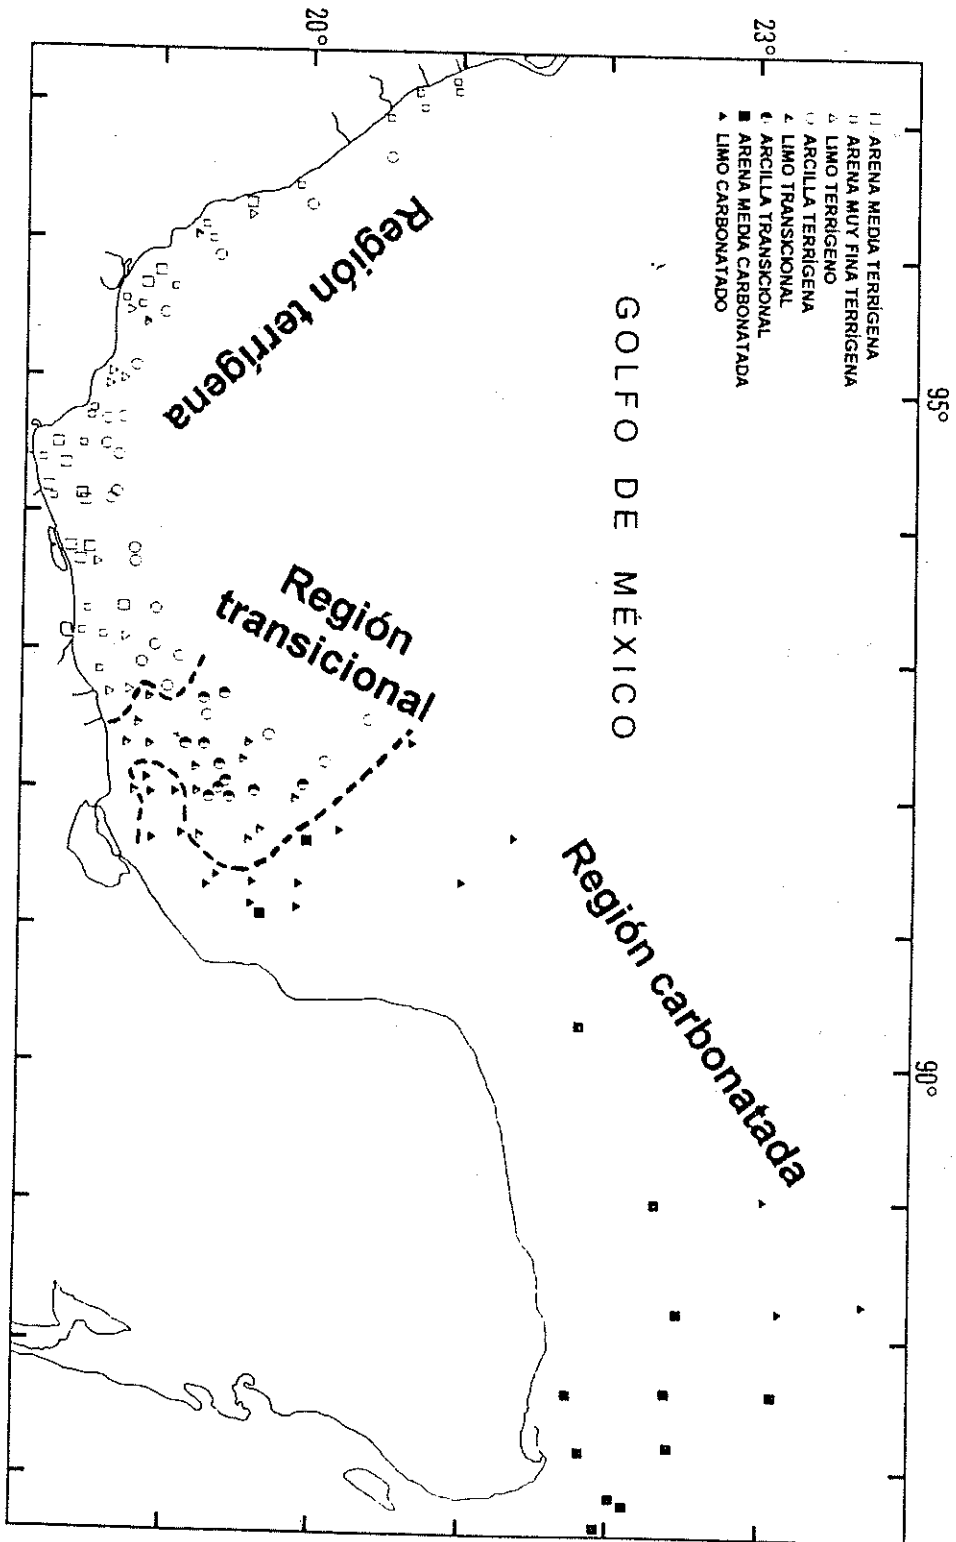 23°
20°
95°
90°
ARENA MEDIA TERRÍGENA
ARENA MUY FINA TERRÍGENA
LIMO TERRÍGENO
ARCILLA TERRÍGENA
LIMO TRANSICIONAL
ARCILLA TRANSICIONAL
ARENA MEDIA CARBONATADA
LIMO CARBONATADO
GOLFO DE MÉXICO
Región terrígena
Región
transicional
Región carbonatada